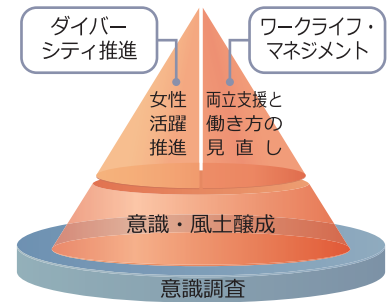 ダイバー
シティ推進
ワークライフ・
マネジメント
女性
活躍
推進
両立支援と
働き方の
見直し
意識・風土醸成
意識調査